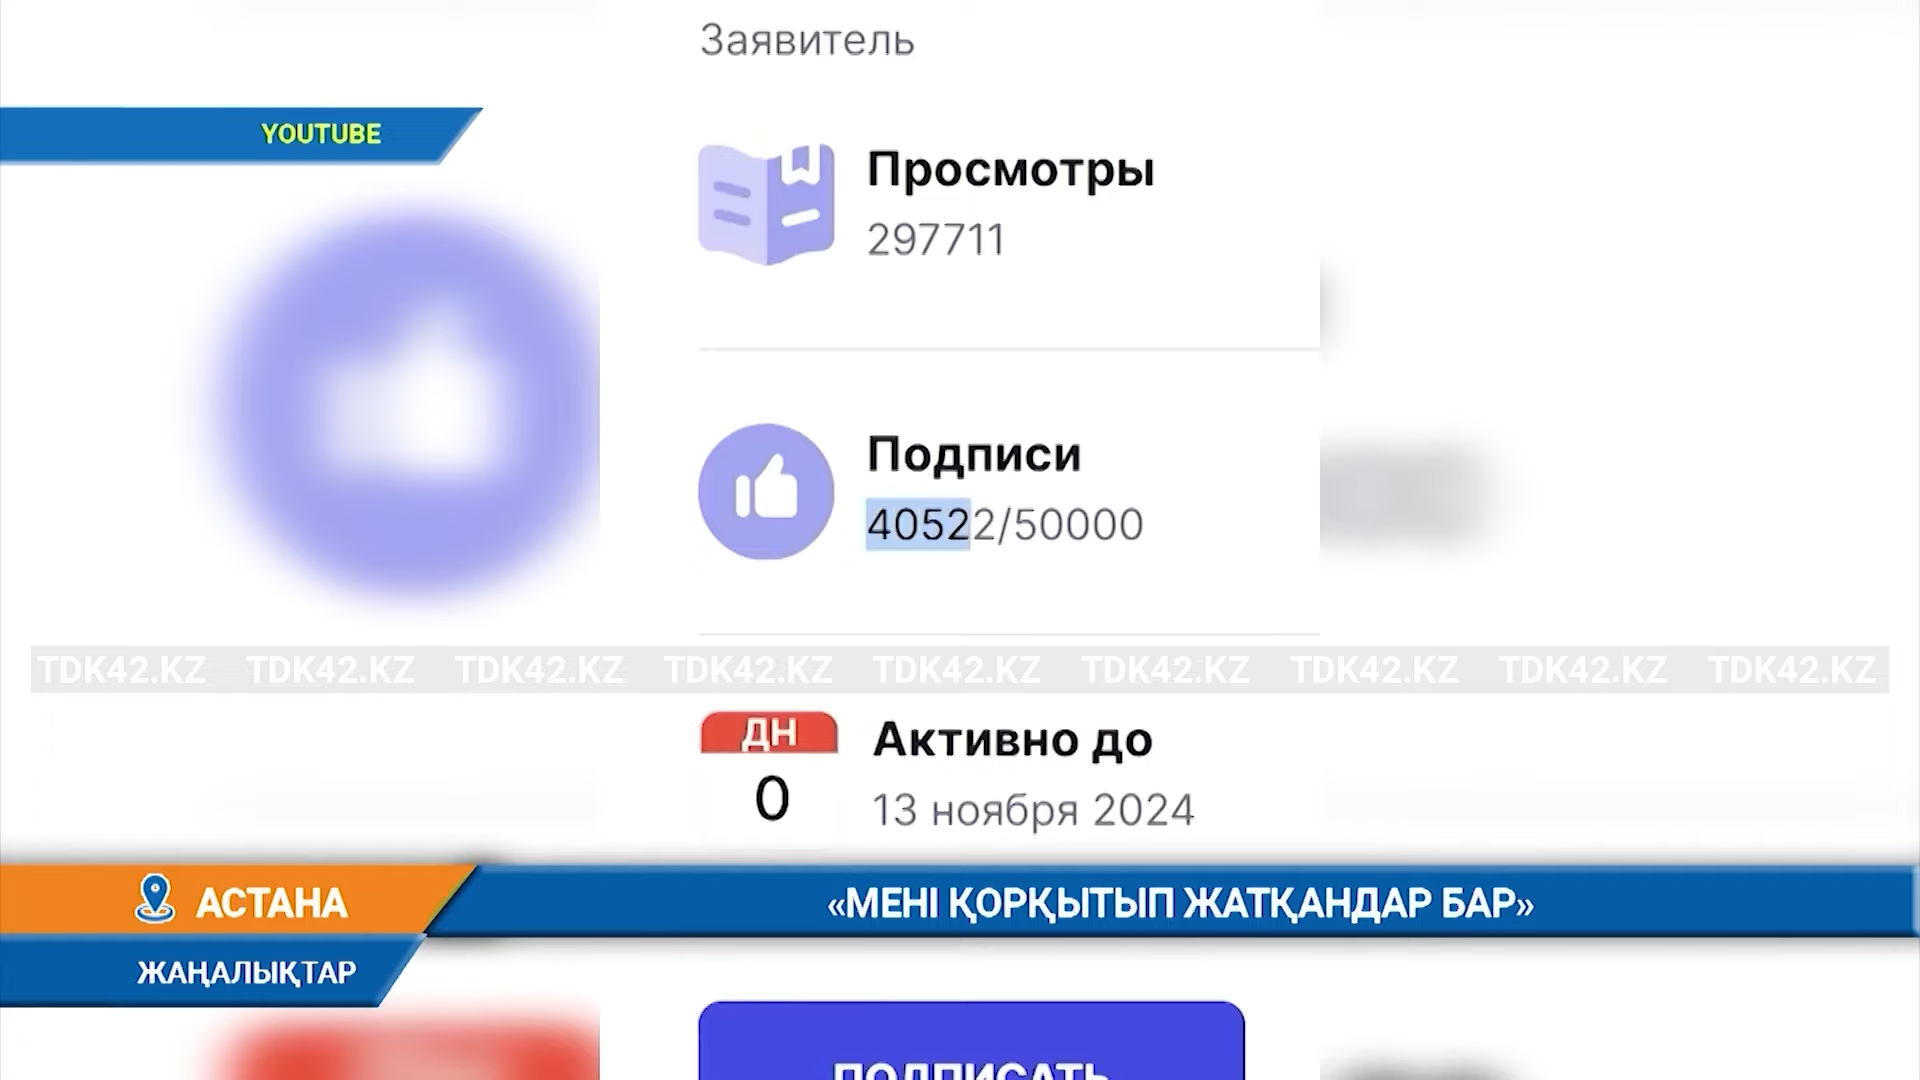 Заявитель
YOUTUBE
Просмотры
297711
Подписи
40522/50000
TDK42.KZ TDK42.KZ TDK42.KZ TDK42.KZ TDK42.KZ TDK42.KZ TDK42.KZ TDK42.KZ TDK42.KZ
ДН
0
Активно до
13 ноября 2024
АСТАНА
«МЕНІ ҚОРҚЫТЫП ЖАТҚАНДАР БАР»
ЖАҢАЛЫҚТАР
ПОДПИСАТЬ